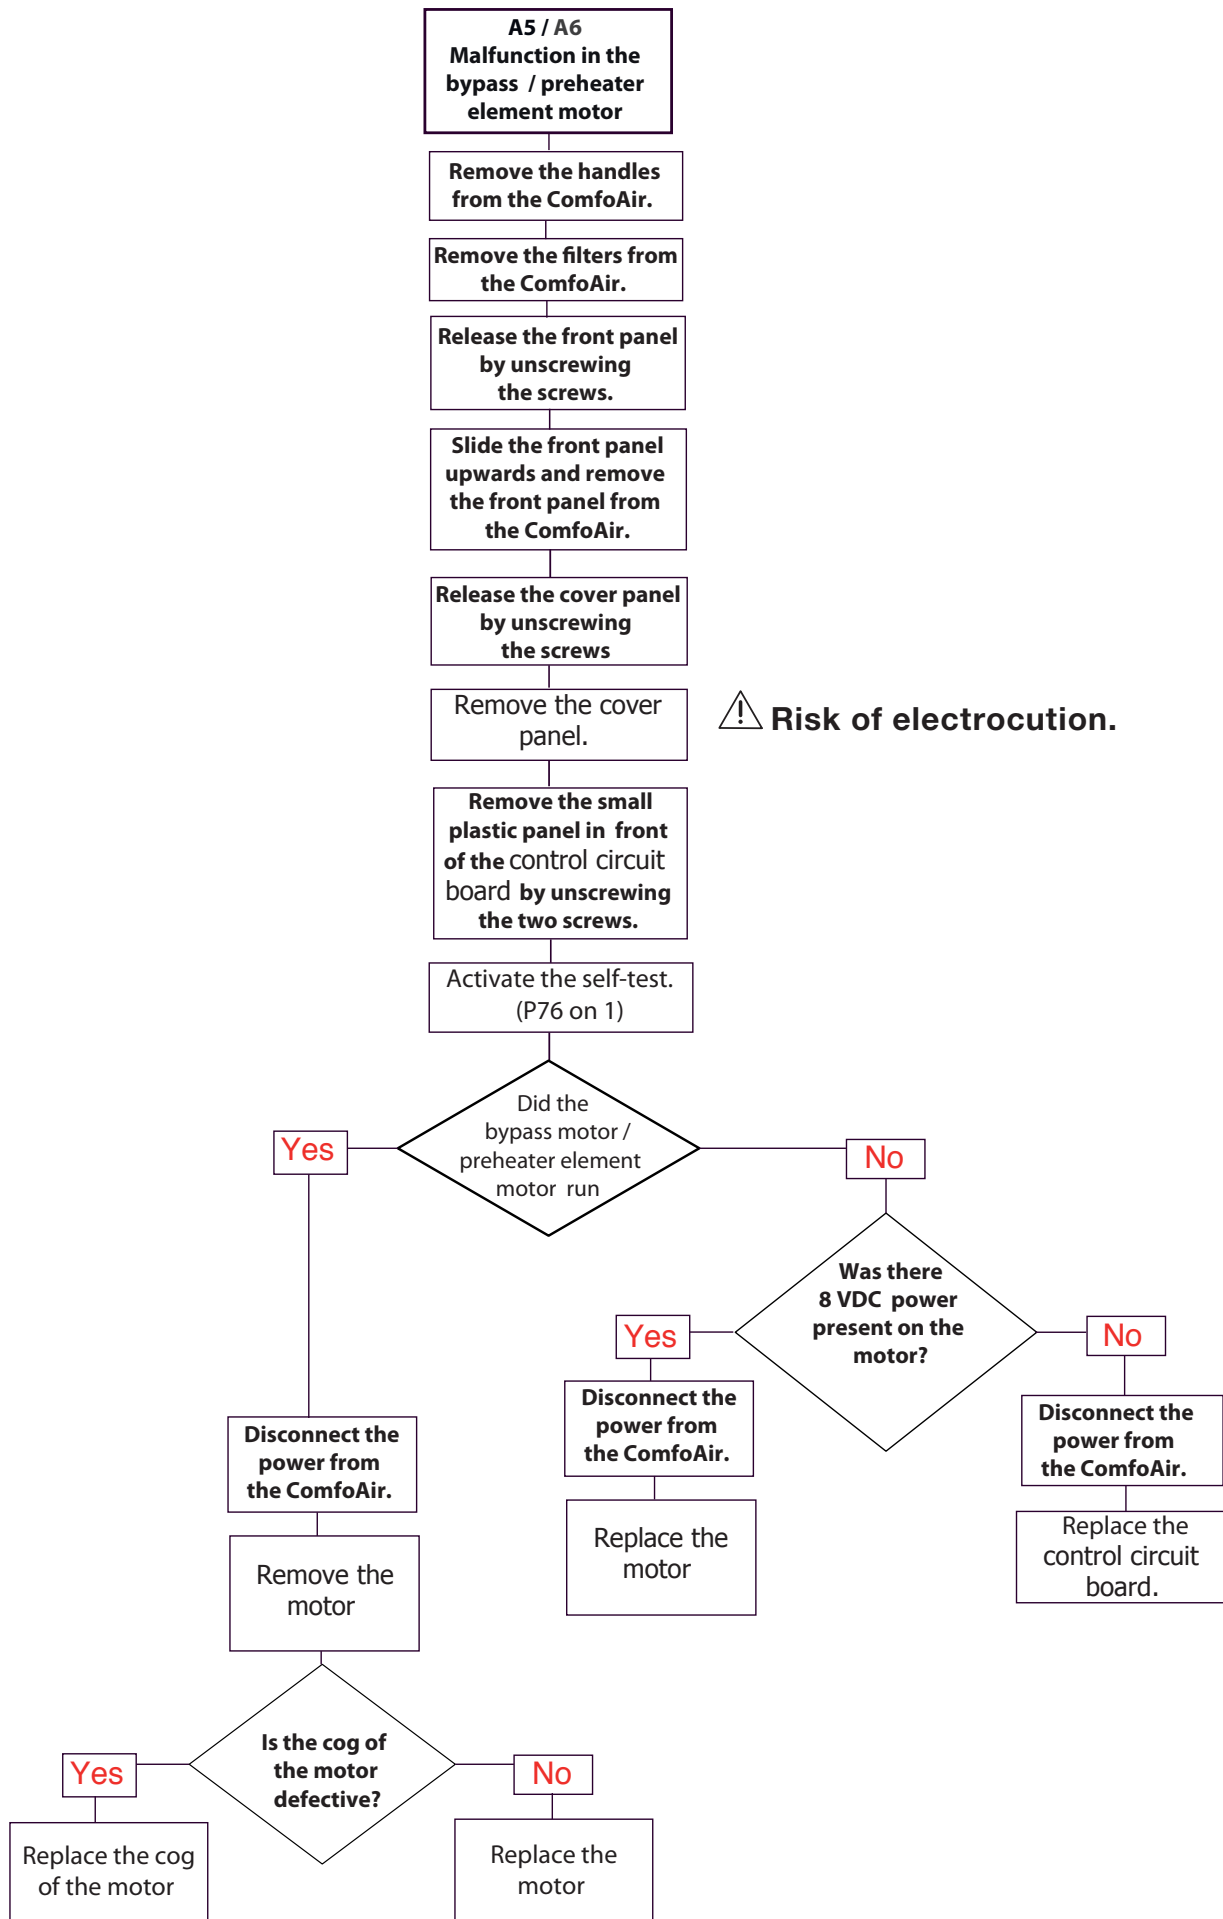 A5 / A6
Malfunction in the
bypass / preheater
element motor
Remove the handles
from the ComfoAir.
Remove the filters from
the ComfoAir.
Release the front panel
by unscrewing
the screws.
Slide the front panel
upwards and remove
the front panel from
the ComfoAir.
Release the cover panel
by unscrewing
the screws
Remove the cover
panel.
Risk of electrocution.
Remove the small
plastic panel in front
of the control circuit
board by unscrewing
the two screws.
Activate the self-test.
(P76 on 1)
Did the
bypass motor /
preheater element
motor run
Yes
No
Was there
8 VDC power
present on the
motor?
Yes
No
Disconnect the
power from
the ComfoAir.
Disconnect the
power from
the ComfoAir.
Disconnect the
power from
the ComfoAir.
Replace the
motor
Replace the
control circuit
board.
Remove the
motor
Is the cog of
the motor
defective?
Yes
No
Replace the cog
of the motor
Replace the
motor